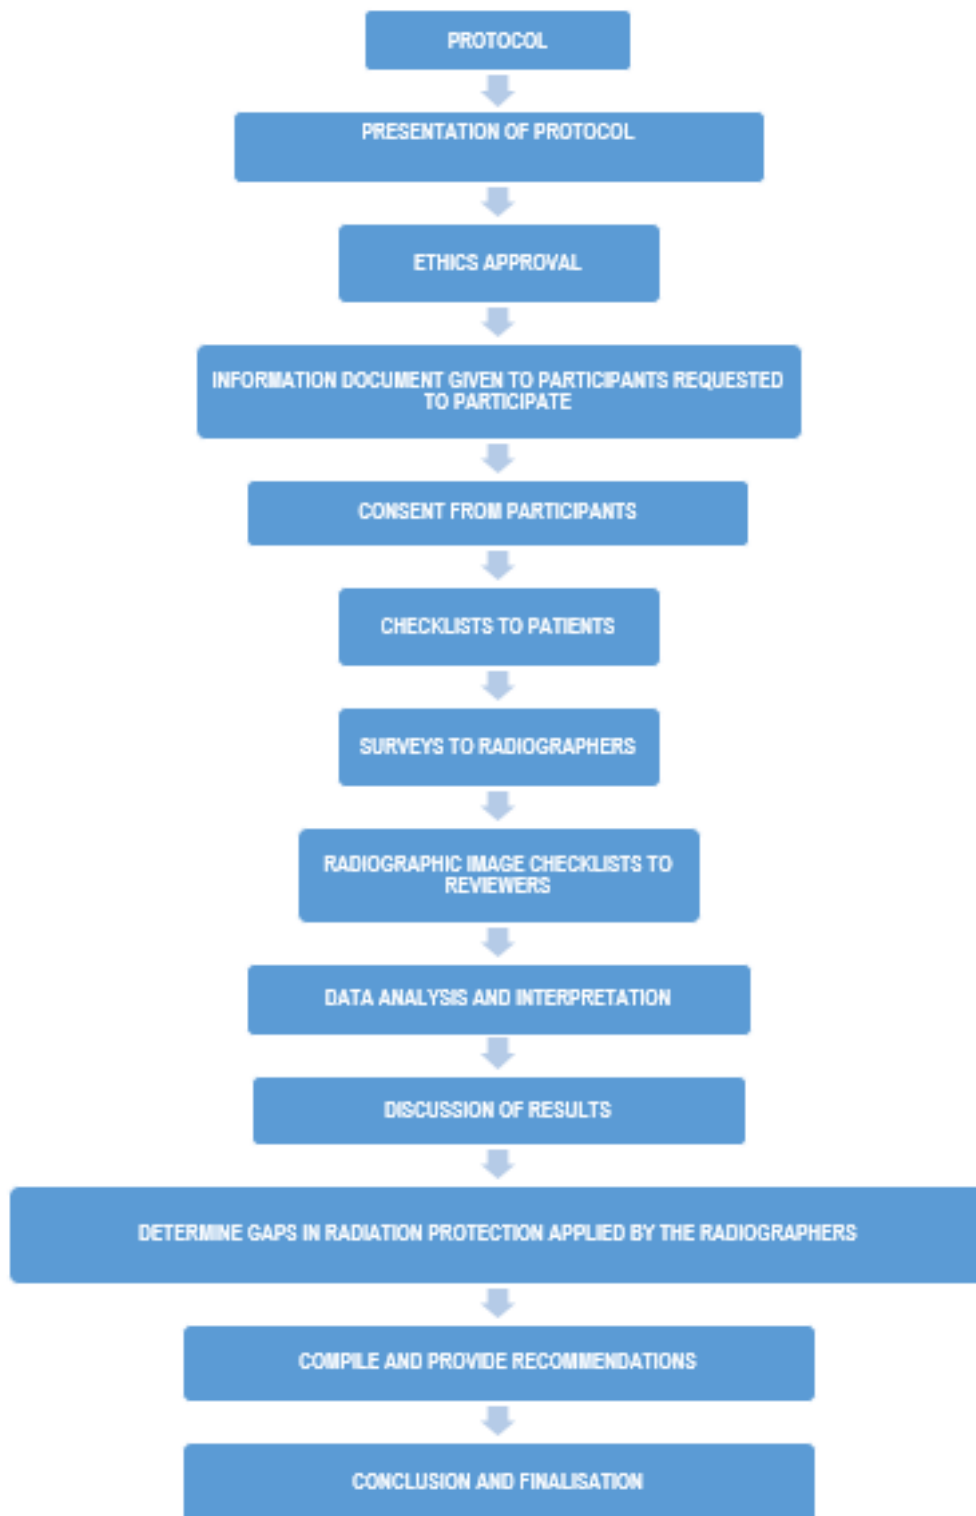 PROTOCOL
PRESENTATION OF PROTOCOL
ETHICS APPROVAL
INFORMATION DOCUMENT GIVEN TO PARTICIPANTS REQUESTED
TO PARTICIPATE
CONSENT FROM PARTICIPANTS
CHECKLISTS TO PATIENTS
SURVEYS TO RADIOGRAPHERS
RADIOGRAPHIC IMAGE CHECKLISTS TO
REVIEWERS
DATA ANALYSIS AND INTERPRETATION
DISCUSSION OF RESULTS
DETERMINE GAPS IN RADIATION PROTECTION APPLIED BY THE RADIOGRAPHERS
COMPILE AND PROVIDE RECOMMENDATIONS
CONCLUSION AND FINALISATION